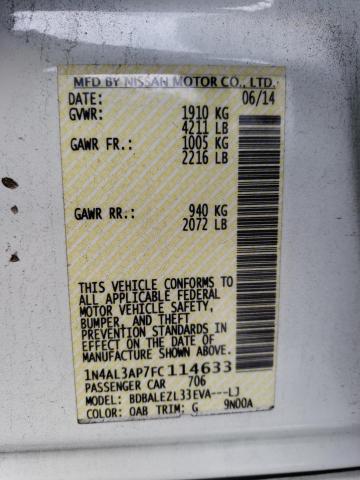 MFD BY NISSAN MOTOR CO., LTD.
DATE: 06/14
GVWR: 1910 KG
4211 LB
GAWR FR.: 1005 KG
2216 LB
GAWR RR.: 940 KG
2072 LB
THIS VEHICLE CONFORMS TO
ALL APPLICABLE FEDERAL
MOTOR VEHICLE SAFETY,
BUMPER, AND THEFT
PREVENTION STANDARDS IN
EFFECT ON THE DATE OF
MANUFACTURE SHOWN ABOVE.
1N4AL3AP7FC114633
PASSENGER CAR 706
MODEL: BDBALEZL33EVA---LJ
COLOR: QAB TRIM: G 9N00A